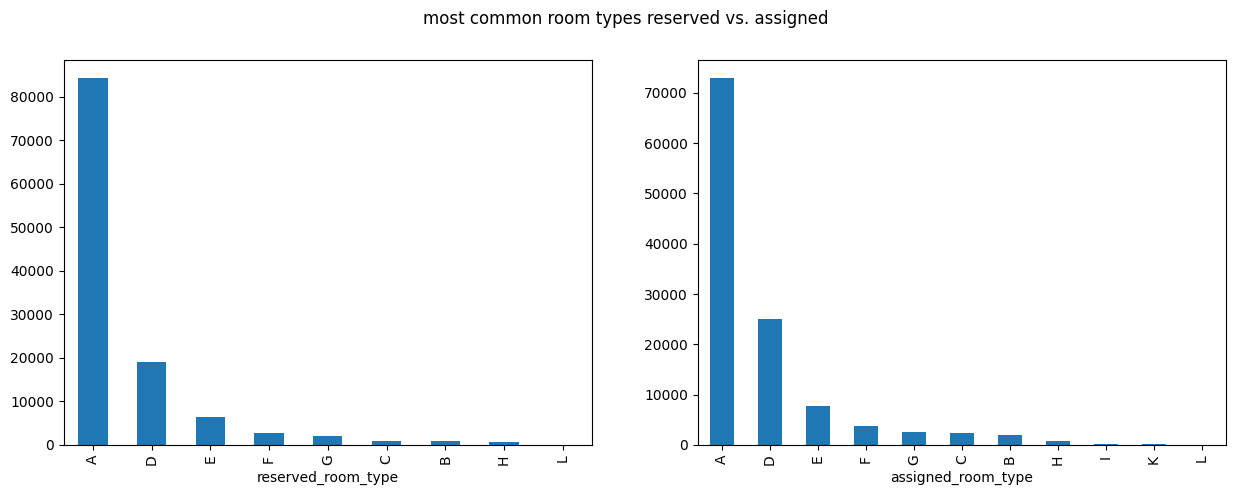 most common room types reserved vs. assigned
80000
70000
60000
50000
40000
30000
20000
10000
0
A
D
E
F
G
C
B
H
L
reserved_room_type
70000
60000
50000
40000
30000
20000
10000
0
A
D
E
F
G
C
B
H
I
K
L
assigned_room_type